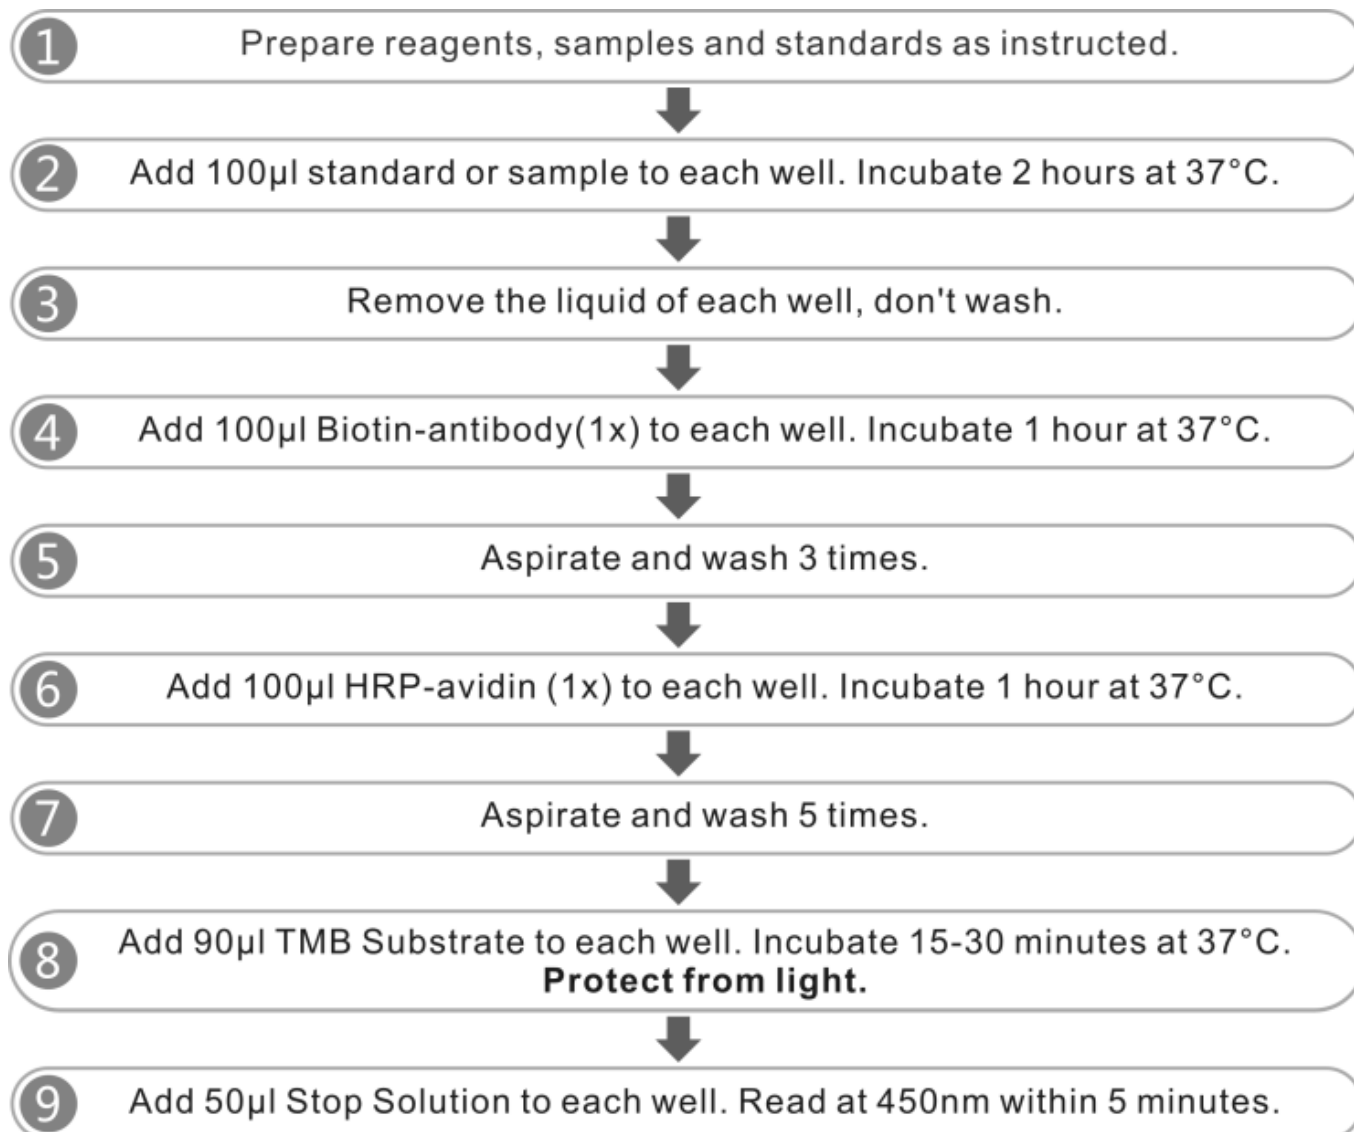 1 Prepare reagents, samples and standards as instructed.
2 Add 100µl standard or sample to each well. Incubate 2 hours at 37°C.
3 Remove the liquid of each well, don't wash.
4 Add 100µl Biotin-antibody(1x) to each well. Incubate 1 hour at 37°C.
5 Aspirate and wash 3 times.
6 Add 100µl HRP-avidin (1x) to each well. Incubate 1 hour at 37°C.
7 Aspirate and wash 5 times.
8 Add 90µl TMB Substrate to each well. Incubate 15-30 minutes at 37°C.
Protect from light.
9 Add 50µl Stop Solution to each well. Read at 450nm within 5 minutes.